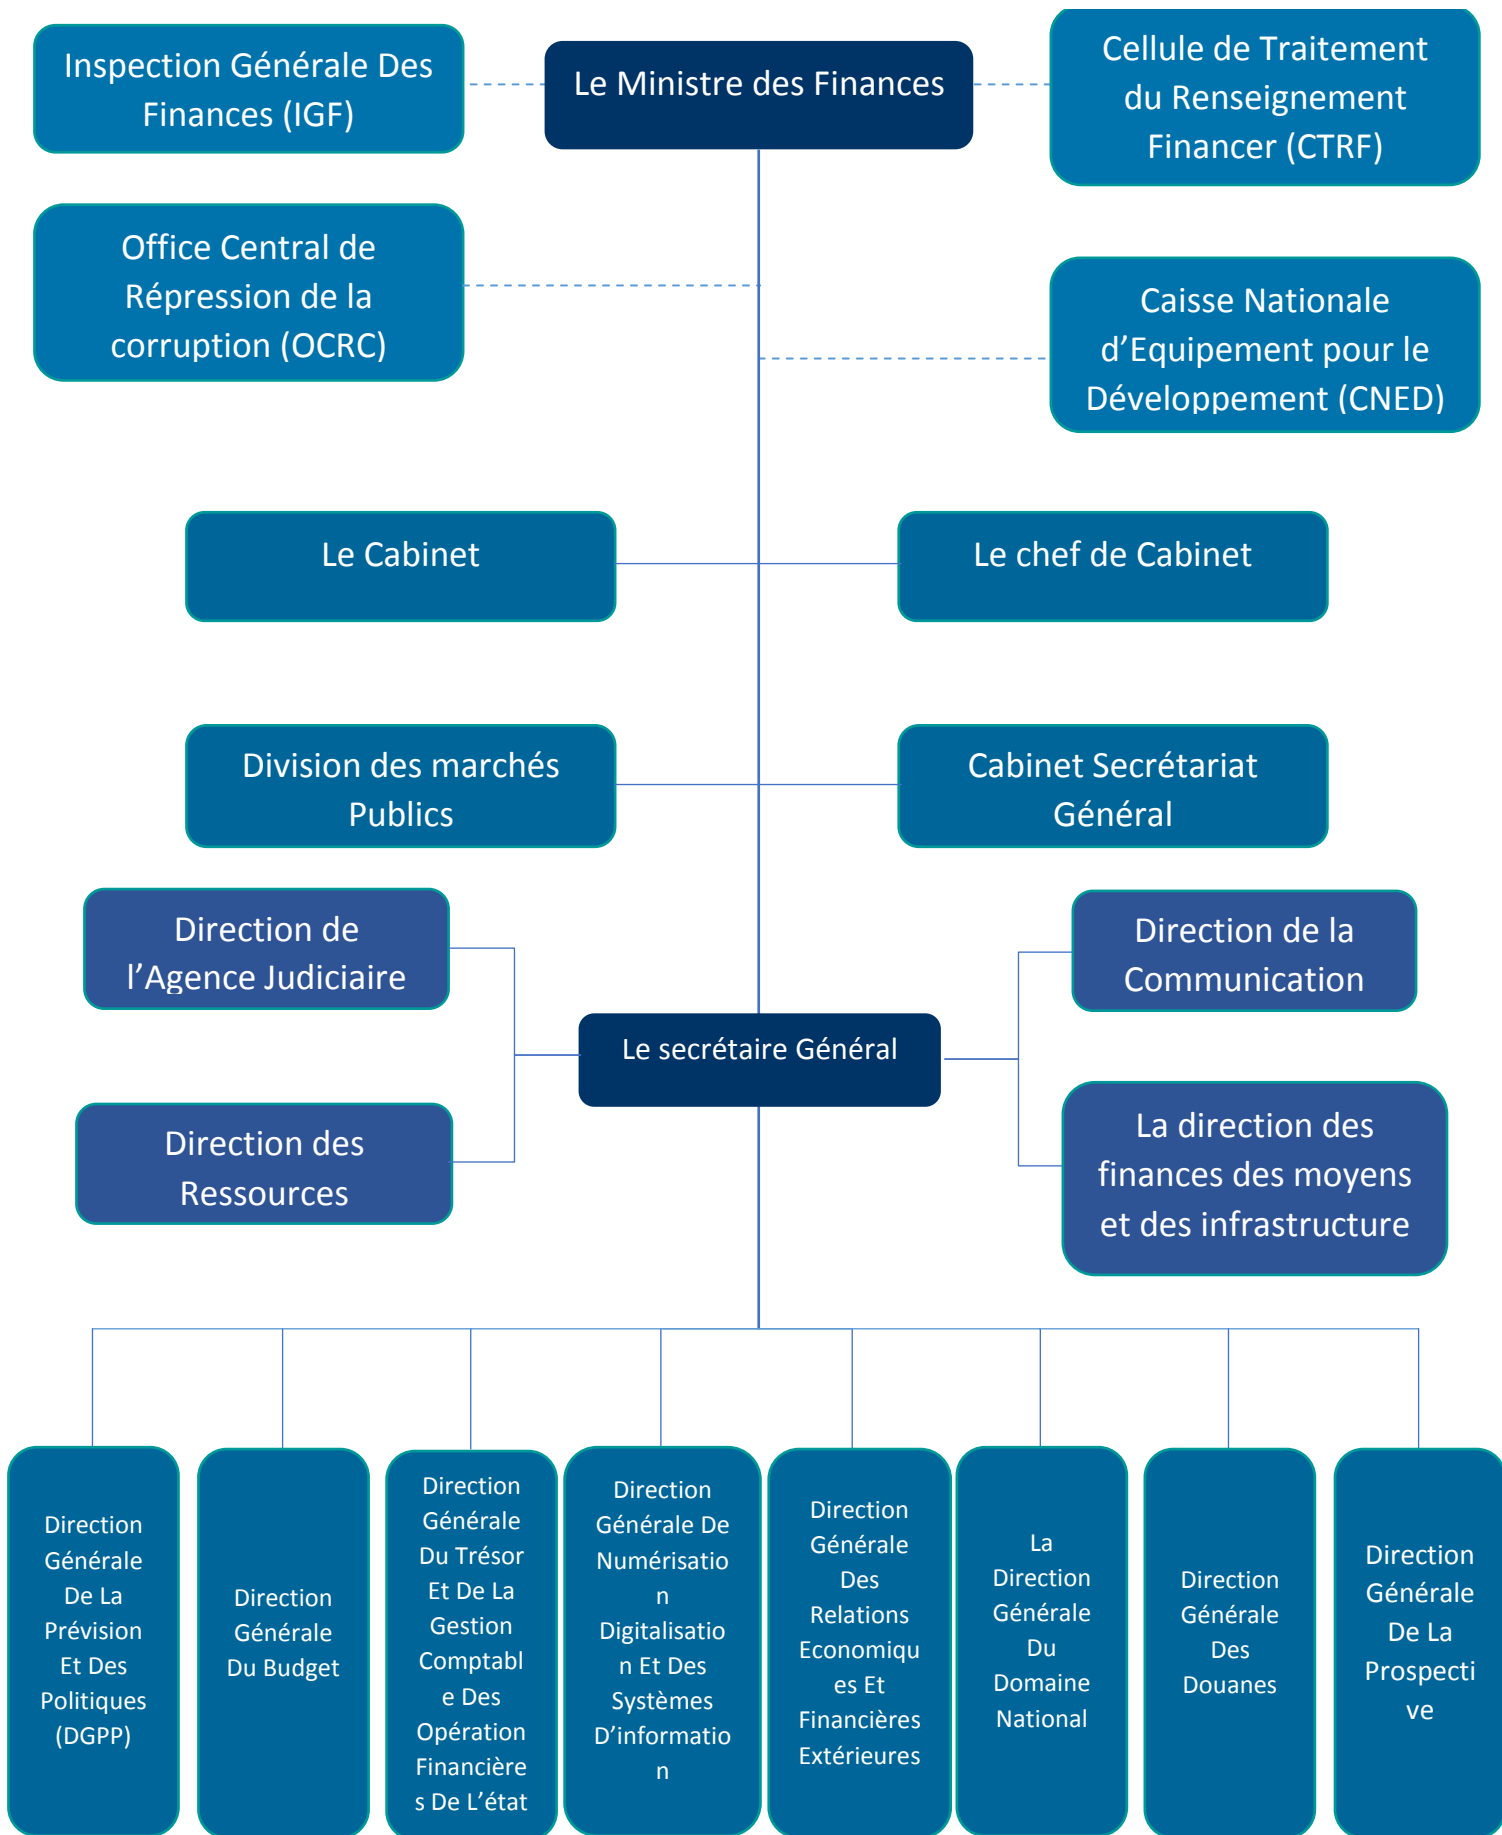 Inspection Générale Des
Finances (IGF)
Le Ministre des Finances
Cellule de Traitement
du Renseignement
Financer (CTRF)
Office Central de
Répression de la
corruption (OCRC)
Caisse Nationale
d’Equipement pour le
Développement (CNED)
Le Cabinet
Le chef de Cabinet
Division des marchés
Publics
Cabinet Secrétariat
Général
Direction de
l’Agence Judiciaire
Direction de la
Communication
Le secrétaire Général
Direction des
Ressources
La direction des
finances des moyens
et des infrastructure
Direction
Générale
De La
Prévision
Et Des
Politiques
(DGPP)
Direction
Générale
Du Budget
Direction
Générale
Du Trésor
Et De La
Gestion
Comptabl
e Des
Opération
Financière
s De L’état
Direction
Générale De
Numérisatio
n
Digitalisatio
n Et Des
Systèmes
D’informatio
n
Direction
Générale
Des
Relations
Economiqu
es Et
Financières
Extérieures
La
Direction
Générale
Du
Domaine
National
Direction
Générale
Des
Douanes
Direction
Générale
De La
Prospecti
ve